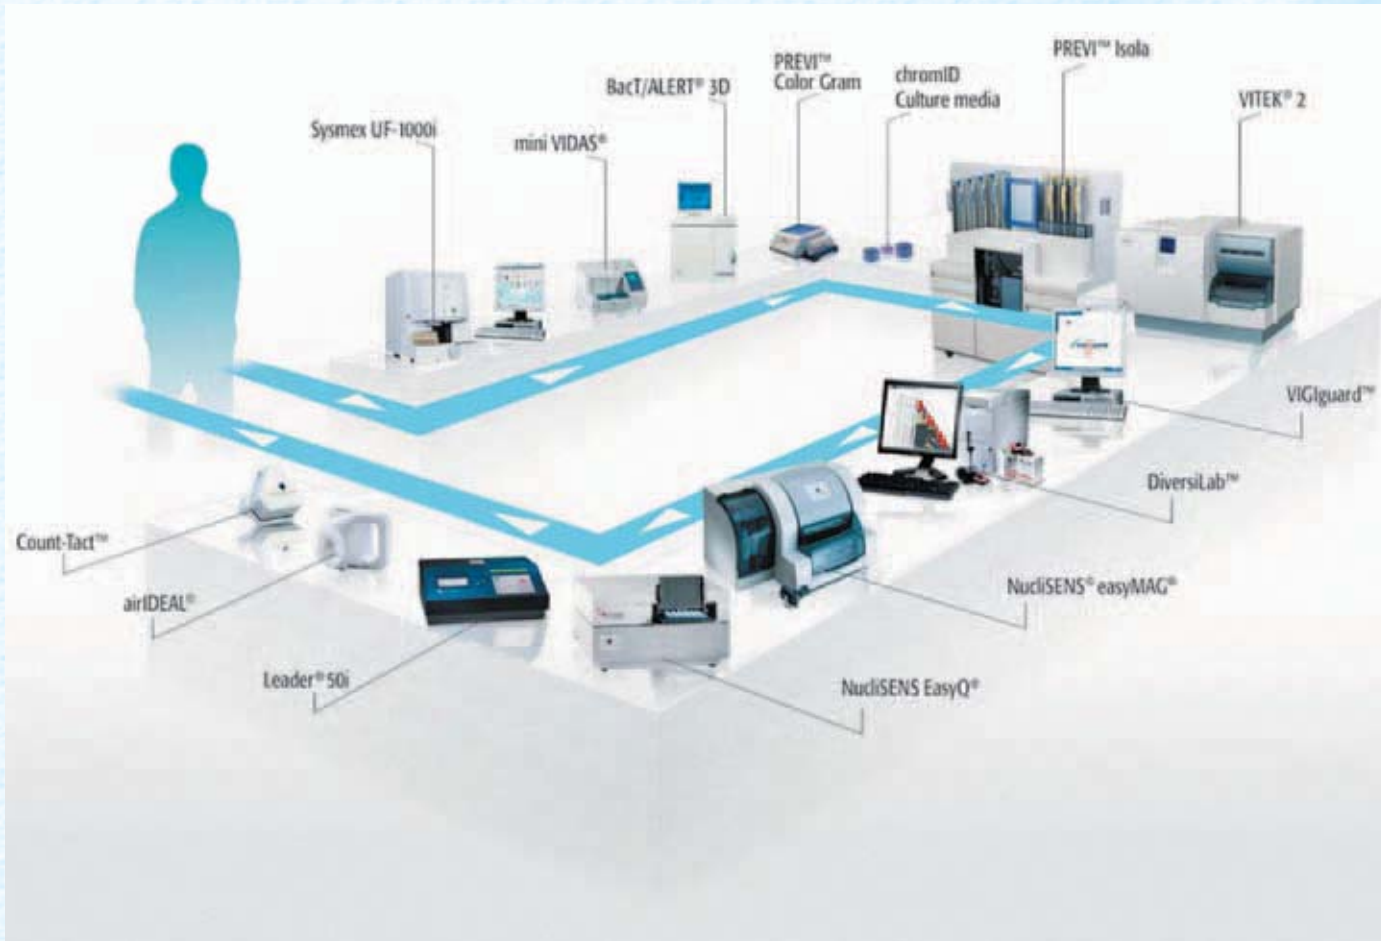 PREVI™ Isola
PREVI™
Color Gram
chromID
Culture media
BacT/ALERT® 3D
VITEK® 2
Sysmex UF-1000i
mini VIDAS®
VIGIguard™
DiversiLab™
Count-Tact™
NucliSENS® easyMAG®
airIDEAL®
Leader® 50i
NucliSENS EasyQ®